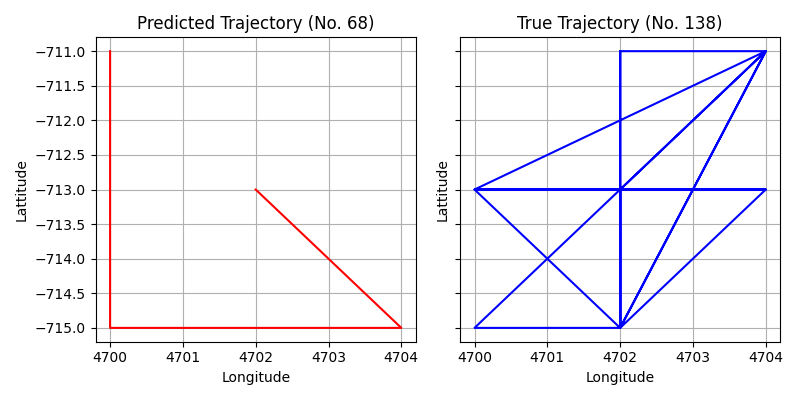 Predicted Trajectory (No. 68)
Lattitude
−711.0
−711.5
−712.0
−712.5
−713.0
−713.5
−714.0
−714.5
−715.0
4700 4701 4702 4703 4704
Longitude
True Trajectory (No. 138)
Lattitude
4700 4701 4702 4703 4704
Longitude